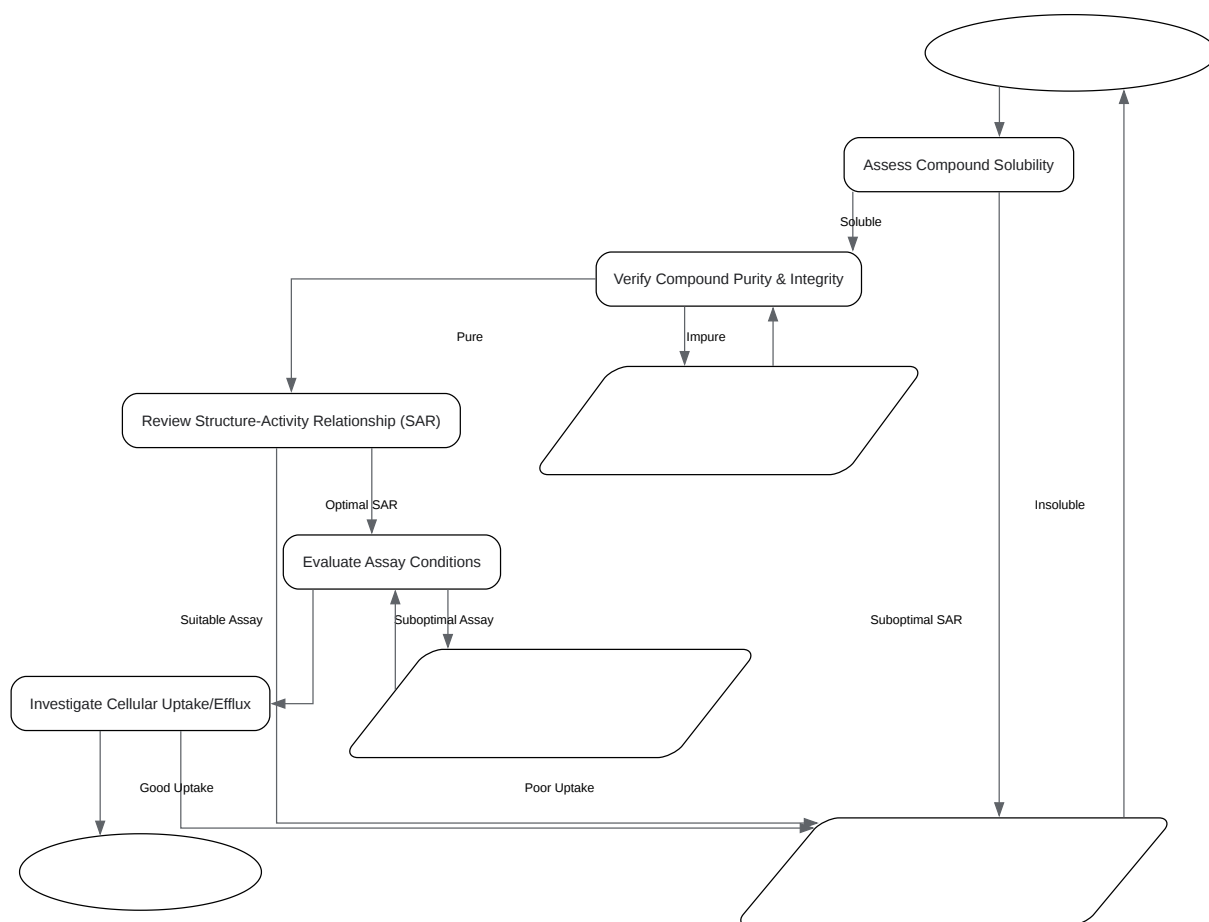 Assess Compound Solubility
Soluble
Verify Compound Purity & Integrity
Pure
Impure
Review Structure-Activity Relationship (SAR)
Optimal SAR
Insoluble
Evaluate Assay Conditions
Suitable Assay
Suboptimal Assay
Suboptimal SAR
Investigate Cellular Uptake/Efflux
Good Uptake
Poor Uptake